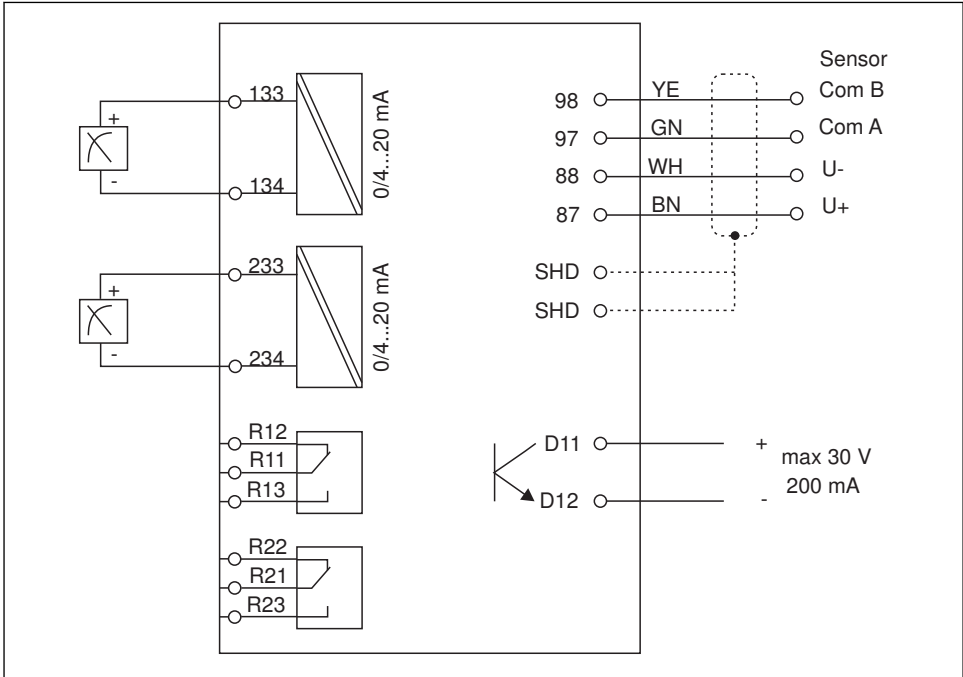 133
+
-
134
0/4...20 mA
233
+
-
234
0/4...20 mA
R12
R11
R13
R22
R21
R23
Sensor
98 YE Com B
97 GN Com A
88 WH U-
87 BN U+
SHD
SHD
D11 +
max 30 V
200 mA
D12 -